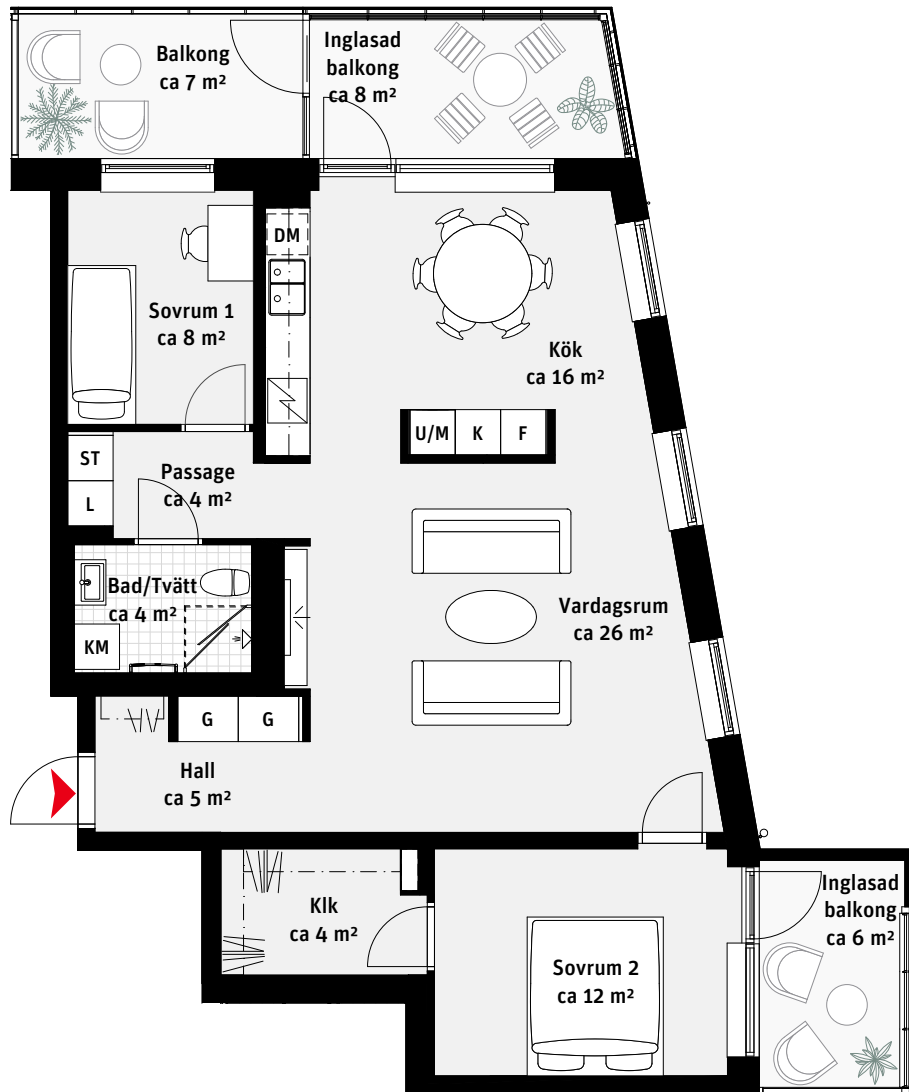 Balkong
ca 7 m²
Inglasad
balkong
ca 8 m²
DM
Sovrum 1
ca 8 m²
Kök
ca 16 m²
U/M
K
F
ST
L
Passage
ca 4 m²
Bad/Tvätt
ca 4 m²
KM
Vardagsrum
ca 26 m²
G
G
Hall
ca 5 m²
Klk
ca 4 m²
Sovrum 2
ca 12 m²
Inglasad
balkong
ca 6 m²